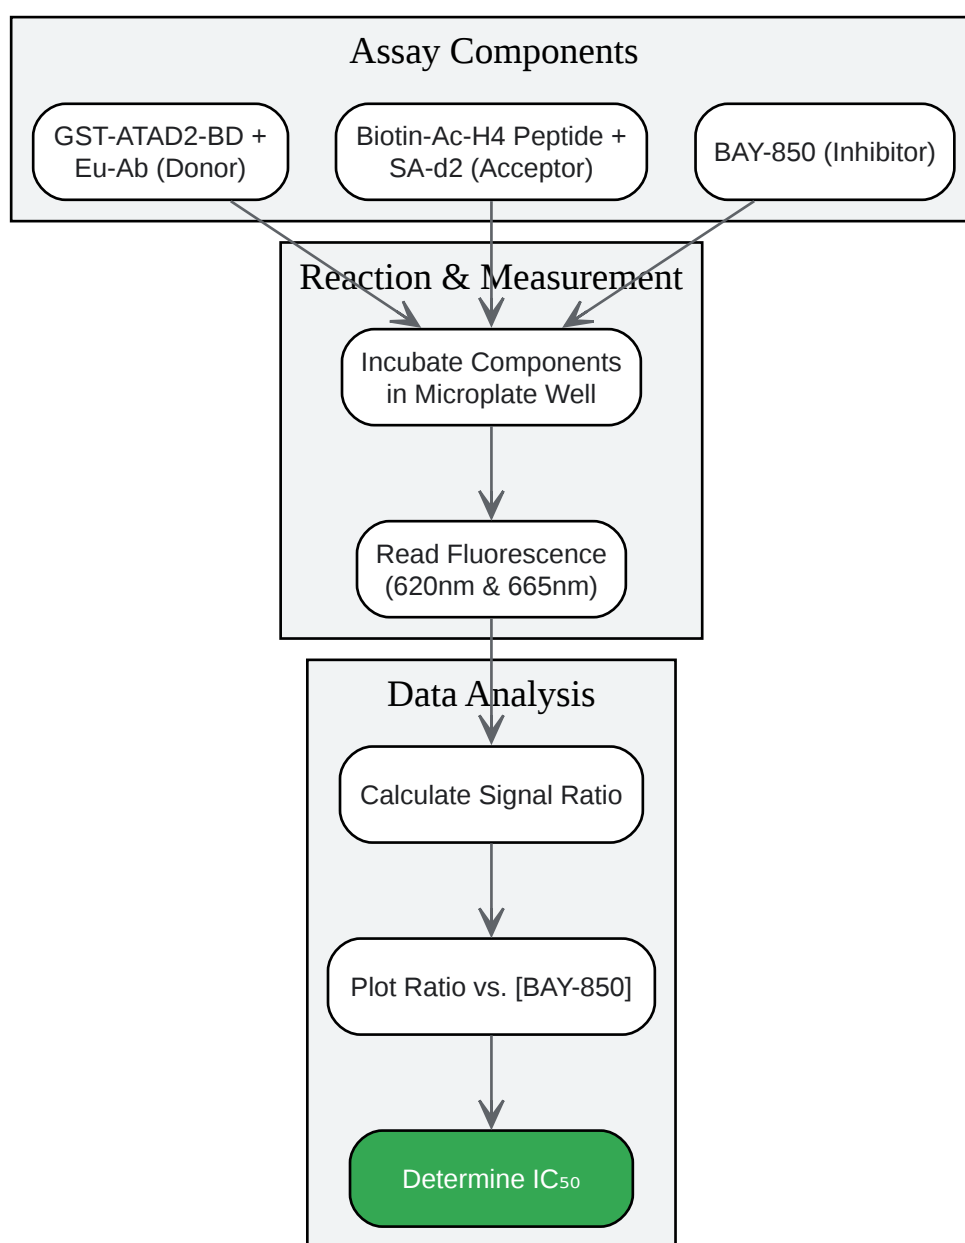 Assay Components
GST-ATAD2-BD +
Eu-Ab (Donor)
Biotin-Ac-H4 Peptide +
SA-d2 (Acceptor)
BAY-850 (Inhibitor)
Reaction & Measurement
Incubate Components
in Microplate Well
Read Fluorescence
(620nm & 665nm)
Data Analysis
Calculate Signal Ratio
Plot Ratio vs. [BAY-850]
Determine IC₅₀